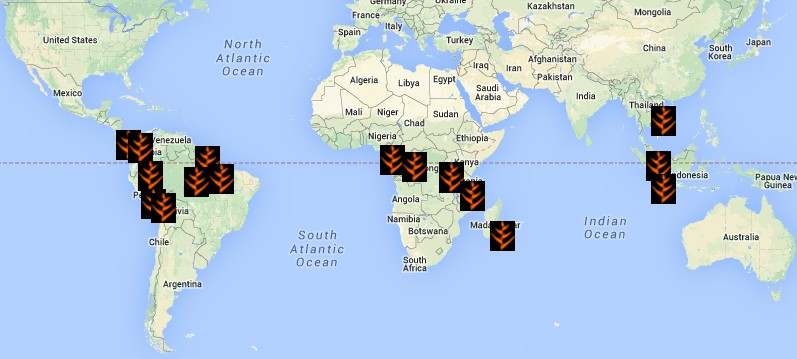 Germany
Ukraine
Kazakhstan
Mongolia
France
Italy
Spain
Turkey
United States
North
Atlantic
Ocean
Iraq
Iran
Afghanistan
Pakistan
China
South
Korea
Japan
Algeria
Libya
Egypt
Saudi
Arabia
India
Mexico
Mali
Niger
Chad
Sudan
Thailand
Nigeria
Ethiopia
Venezuela
Kenya
Angola
Namibia
Botswana
South
Africa
Chile
Argentina
South
Atlantic
Ocean
Indian
Ocean
Papua New
Guinea
Australia